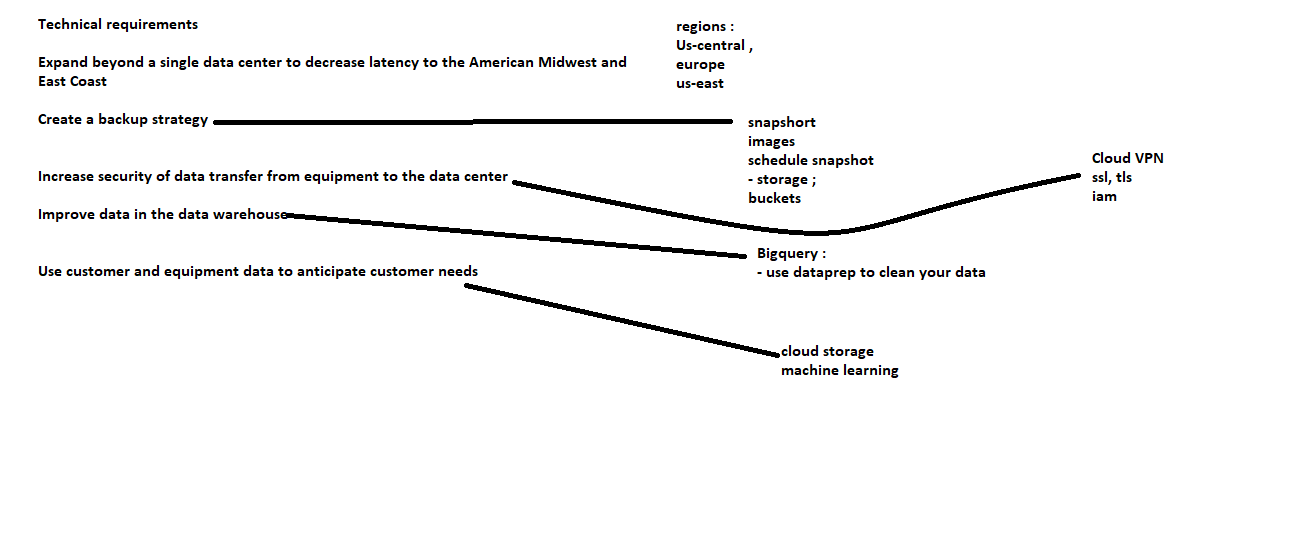 Technical requirements
Expand beyond a single data center to decrease latency to the American Midwest and
East Coast
Create a backup strategy
Increase security of data transfer from equipment to the data center
Improve data in the data warehouse
Use customer and equipment data to anticipate customer needs
regions :
Us-central ,
europe
us-east
snapshort
images
schedule snapshot
- storage ;
buckets
Cloud VPN
ssl, tls
iam
Bigquery :
- use dataprep to clean your data
cloud storage
machine learning